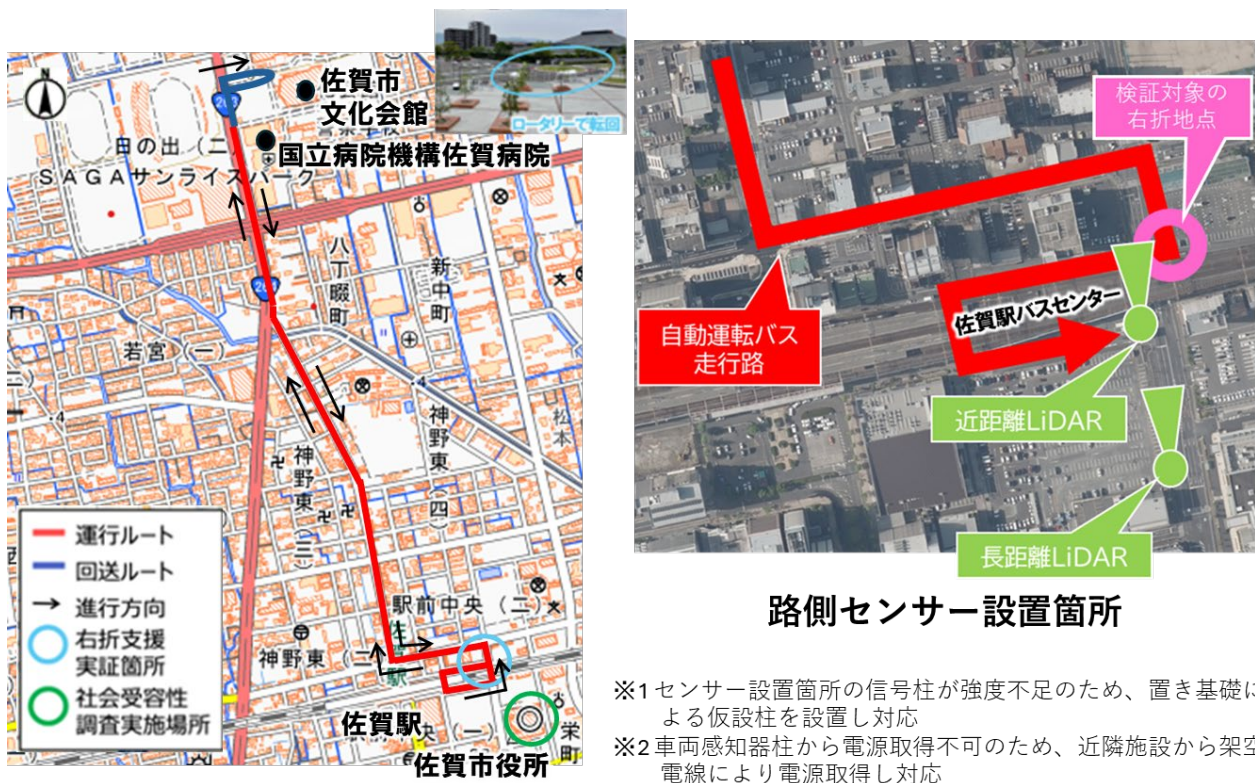 ロータリーで転回
佐賀市
文化会館
国立病院機構佐賀病院
N
日の出（二）
SAGAサンライズパーク
八丁畷町
新中町
若宮（一）
神野東（四）
神野東（三）
松本
運行ルート
回送ルート
進行方向
右折支援
実証箇所
社会受容性
調査実施場所
駅前中央（二）
神野東（二）
佐賀駅
佐賀市役所
栄町
検証対象の
右折地点
佐賀駅バスセンター
自動運転バス
走行路
近距離LiDAR
長距離LiDAR
路側センサー設置箇所
※1 センサー設置箇所の信号柱が強度不足のため、置き基礎に
よる仮設柱を設置し対応
※2 車両感知器柱から電源取得不可のため、近隣施設から架空
電線により電源取得し対応